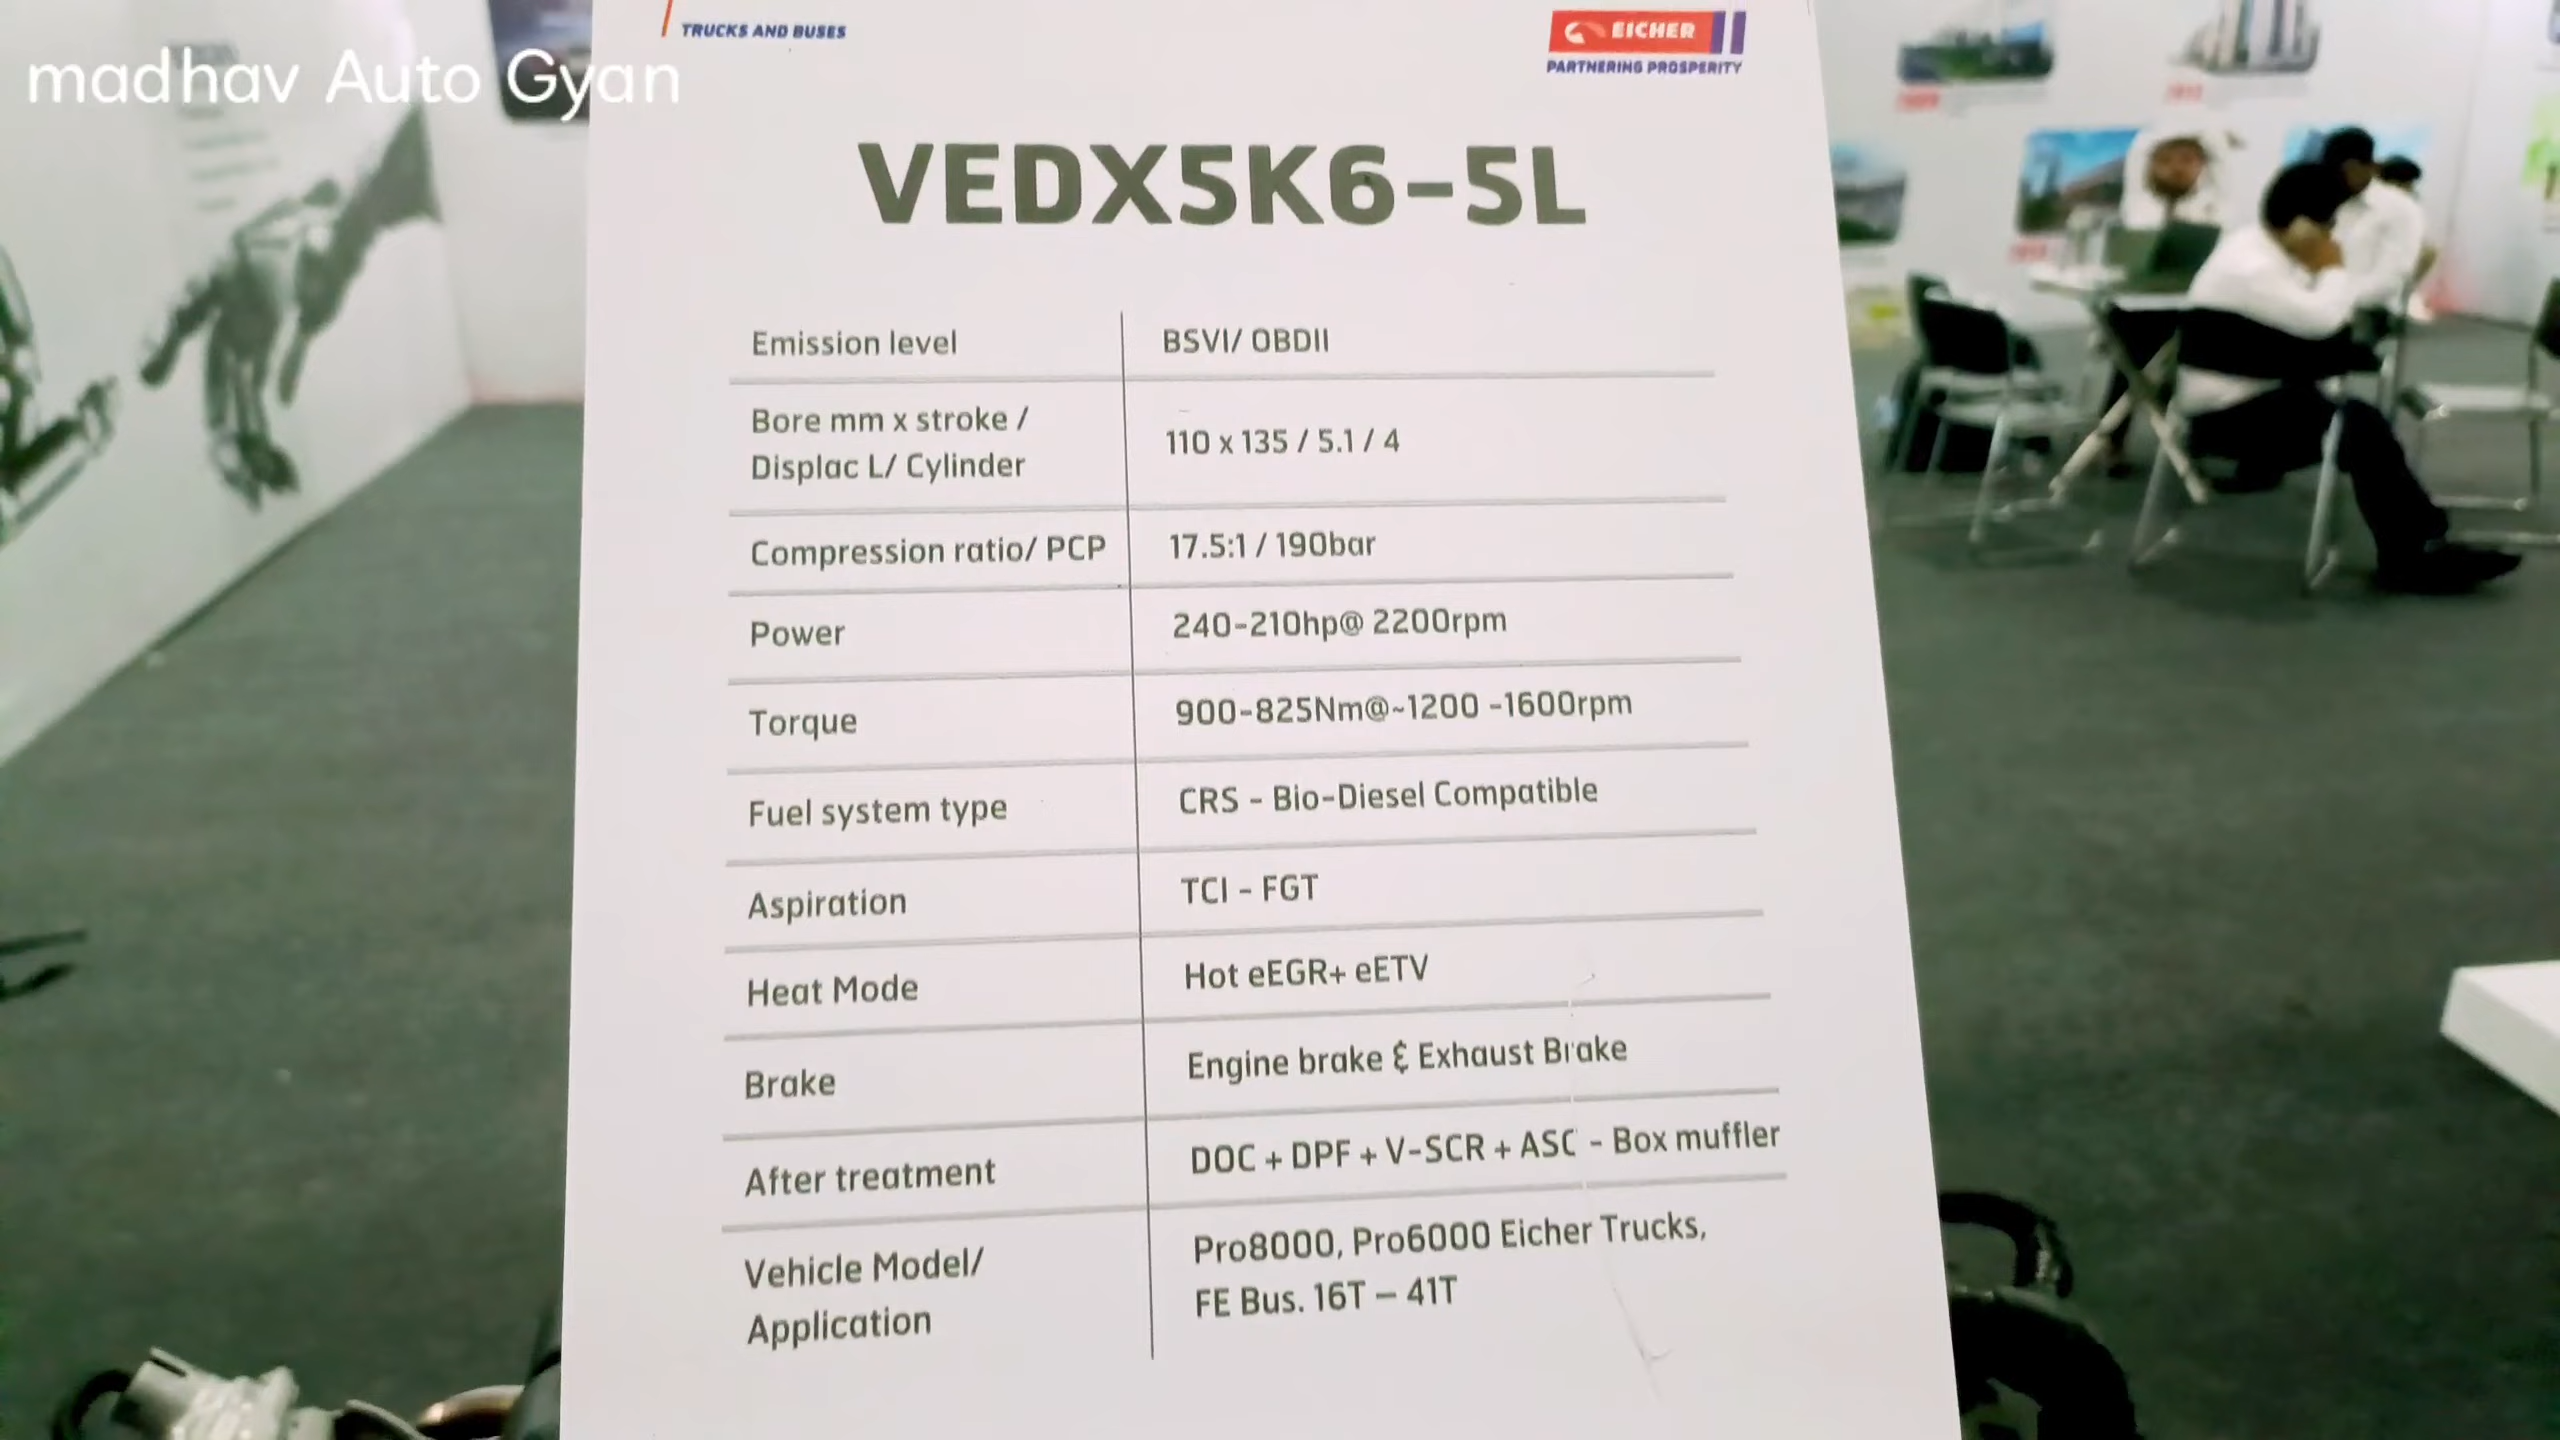 madhav Auto Gyan
TRUCKS AND BUSES
EICHER
PARTNERING PROSPERITY
VEDX5K6-5L
Emission level
BSVI/ OBDII
Bore mm x stroke /
Displac L/ Cylinder
110 x 135 / 5.1 / 4
Compression ratio/ PCP
17.5:1 / 190bar
Power
240-210hp@ 2200rpm
Torque
900-825Nm@~1200 -1600rpm
Fuel system type
CRS - Bio-Diesel Compatible
Aspiration
TCI - FGT
Heat Mode
Hot eEGR+ eETV
Brake
Engine brake & Exhaust Brake
After treatment
DOC + DPF + V-SCR + ASC - Box muffler
Vehicle Model/
Application
Pro8000, Pro6000 Eicher Trucks,
FE Bus. 16T – 41T